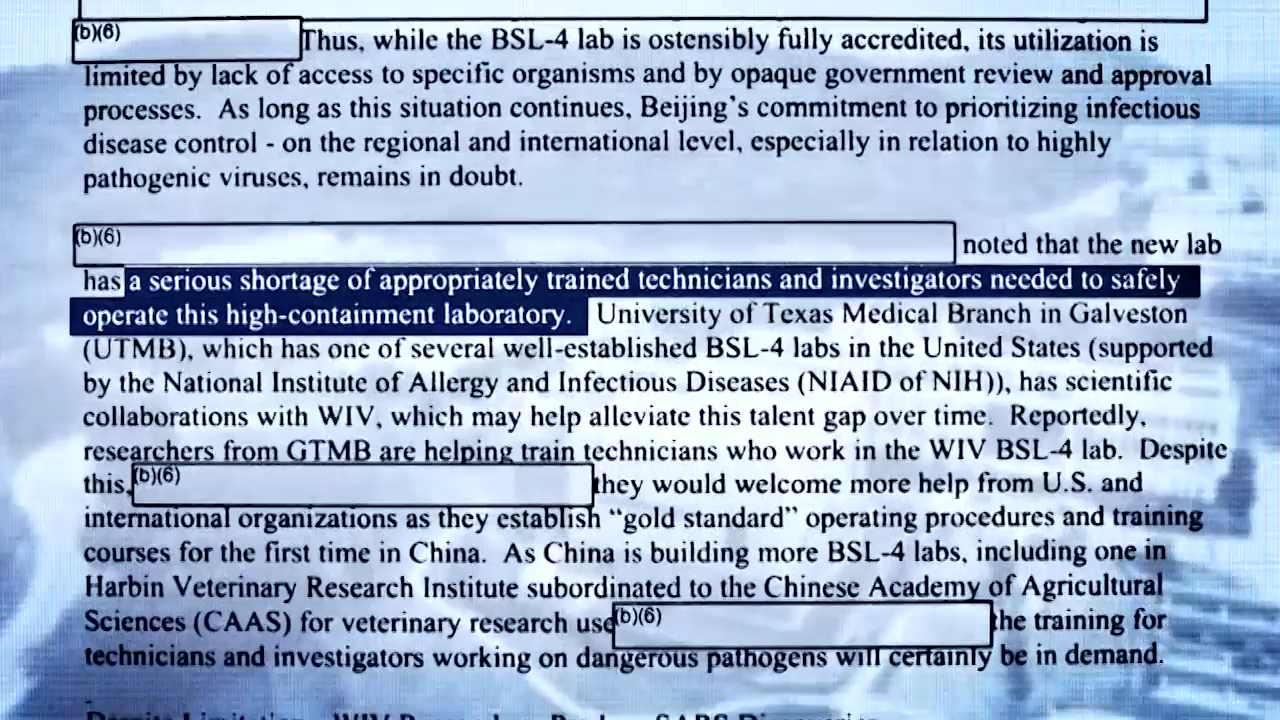 (b)(6) Thus, while the BSL-4 lab is ostensibly fully accredited, its utilization is
limited by lack of access to specific organisms and by opaque government review and approval
processes. As long as this situation continues, Beijing's commitment to prioritizing infectious
disease control - on the regional and international level, especially in relation to highly
pathogenic viruses, remains in doubt.
(b)(6) noted that the new lab
has a serious shortage of appropriately trained technicians and investigators needed to safely
operate this high-containment laboratory. University of Texas Medical Branch in Galveston
(UTMB), which has one of several well-established BSL-4 labs in the United States (supported
by the National Institute of Allergy and Infectious Diseases (NIAID of NIH)), has scientific
collaborations with WIV, which may help alleviate this talent gap over time. Reportedly,
researchers from GTMB are helping train technicians who work in the WIV BSL-4 lab. Despite
this, (b)(6) they would welcome more help from U.S. and
international organizations as they establish "gold standard" operating procedures and training
courses for the first time in China. As China is building more BSL-4 labs, including one in
Harbin Veterinary Research Institute subordinated to the Chinese Academy of Agricultural
Sciences (CAAS) for veterinary research use (b)(6) the training for
technicians and investigators working on dangerous pathogens will certainly be in demand.